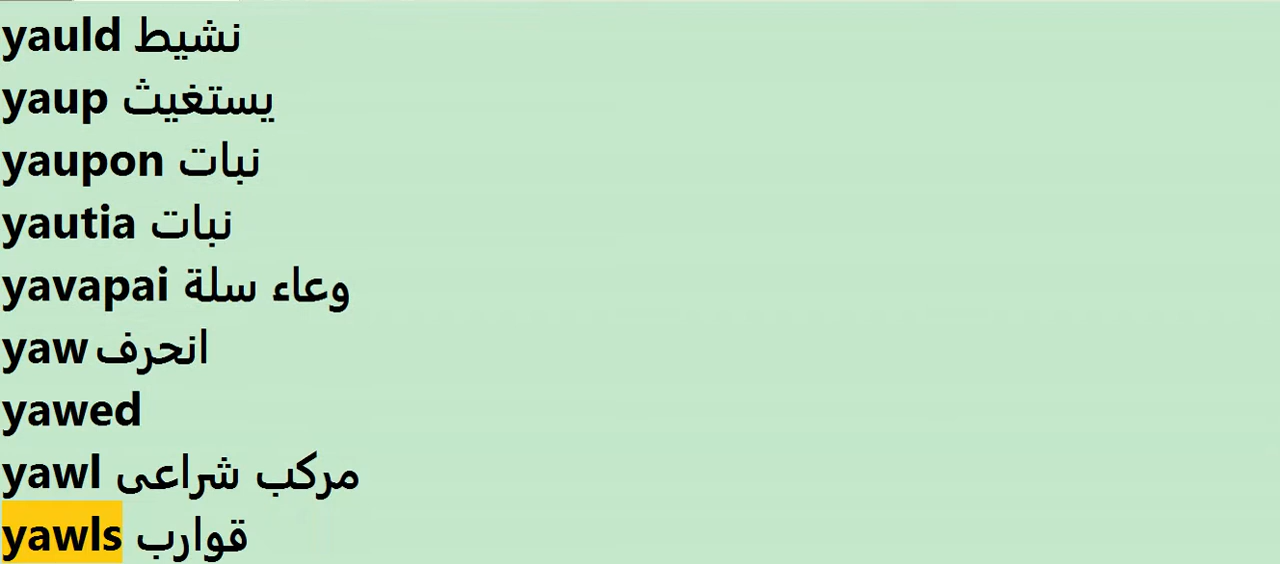 yauld نشيط
yaup يستغيث
yaupon نبات
yautia نبات
yavapai وعاء سلة
yaw انحرف
yawed
yawl مركب شراعى
yawls قوارب